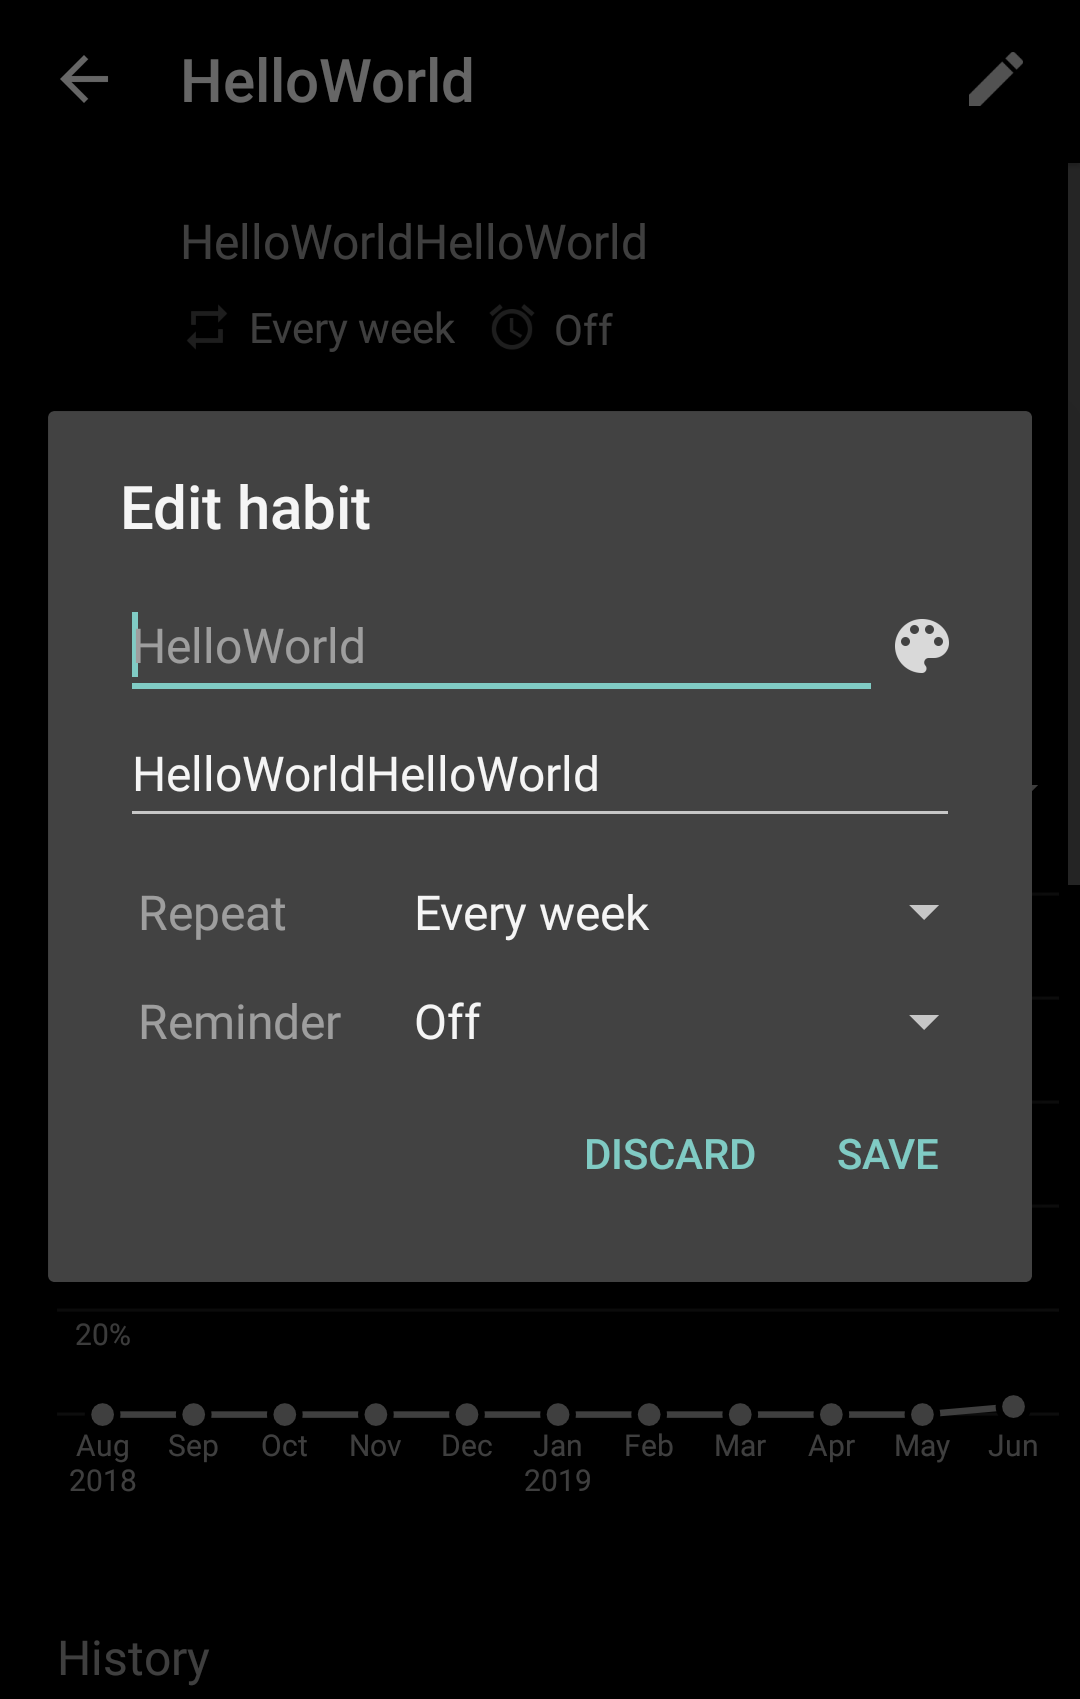 HelloWorld
HelloWorldHelloWorld
Every week Off
Edit habit
HelloWorld
HelloWorldHelloWorld
Repeat Every week
Reminder Off
DISCARD SAVE
20%
Aug Sep Oct Nov Dec Jan Feb Mar Apr May Jun
2018 2019
History